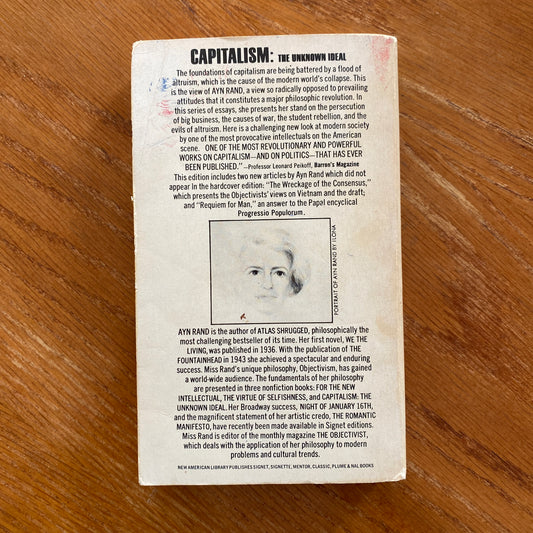 CAPITALISM: THE UNKNOWN IDEAL
The foundations of capitalism are being battered by a flood of
altruism, which is the cause of the modern world's collapse. This
is the view of AYN RAND, a view so radically opposed to prevailing
attitudes that it constitutes a major philosophic revolution. In
this series of essays, she presents her stand on the persecution
of big business, the causes of war, the student rebellion, and the
evils of altruism. Here is a challenging new look at modern society
by one of the most provocative intellectuals on the American
scene. ONE OF THE MOST REVOLUTIONARY AND POWERFUL
WORKS ON CAPITALISM—AND ON POLITICS—THAT HAS EVER
BEEN PUBLISHED."—Professor Leonard Peikoff, Barron's Magazine
This edition includes two new articles by Ayn Rand which did not
appear in the hardcover edition: "The Wreckage of the Consensus,"
which presents the Objectivists' views on Vietnam and the draft;
and "Requiem for Man," an answer to the Papal encyclical
Progressio Populorum.
PORTRAIT OF AYN RAND BY ILONA
AYN RAND is the author of ATLAS SHRUGGED, philosophically the
most challenging bestseller of its time. Her first novel, WE THE
LIVING, was published in 1936. With the publication of THE
FOUNTAINHEAD in 1943 she achieved a spectacular and enduring
success. Miss Rand's unique philosophy, Objectivism, has gained
a world-wide audience. The fundamentals of her philosophy
are presented in three nonfiction books: FOR THE NEW
INTELLECTUAL, THE VIRTUE OF SELFISHNESS, and CAPITALISM: THE
UNKNOWN IDEAL. Her Broadway success, NIGHT OF JANUARY 16TH,
and the magnificent statement of her artistic credo, THE ROMANTIC
MANIFESTO, have recently been made available in Signet editions.
Miss Rand is editor of the monthly magazine THE OBJECTIVIST,
which deals with the application of her philosophy to modern
problems and cultural trends.
NEW AMERICAN LIBRARY PUBLISHES SIGNET, SIGNETTE, MENTOR, CLASSIC, PLUME & NAL BOOKS